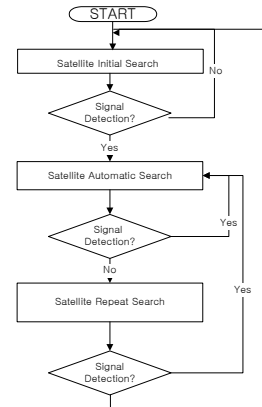 START
Satellite Initial Search
No
Signal
Detection?
Yes
Satellite Automatic Search
Signal
Detection?
Yes
No
Satellite Repeat Search
Yes
Signal
Detection?